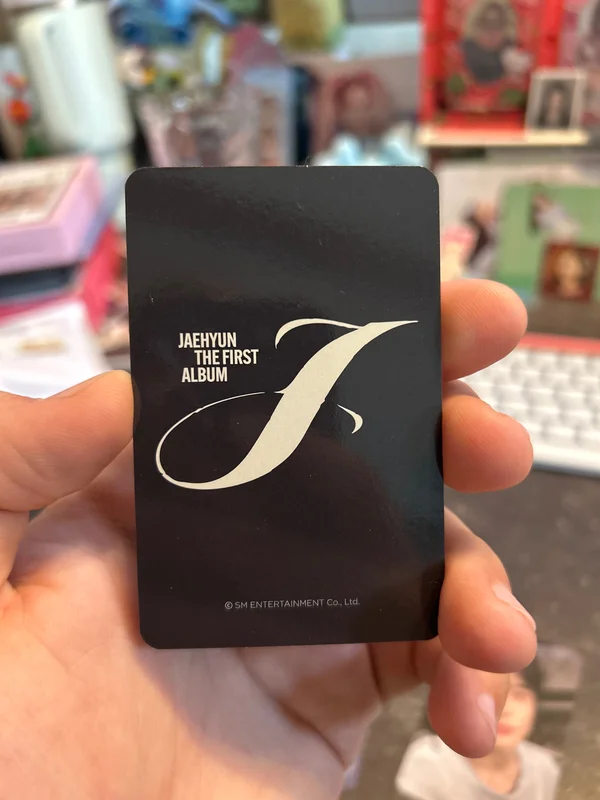 JAEHYUN
THE FIRST
ALBUM
J
© SM ENTERTAINMENT Co., Ltd.